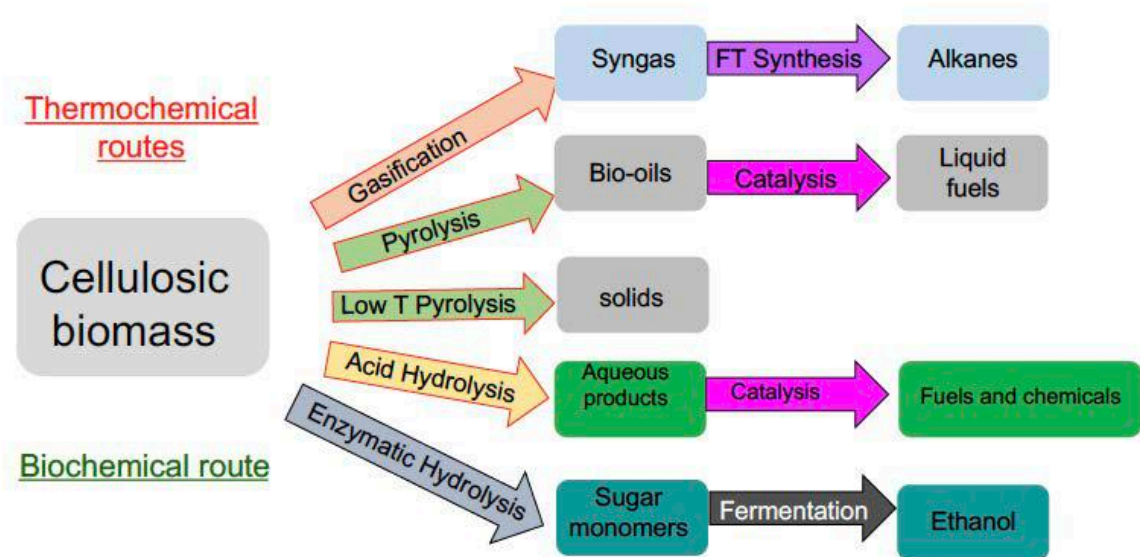 Thermochemical
routes
Cellulosic
biomass
Biochemical route
Gasification
Syngas
FT Synthesis
Alkanes
Pyrolysis
Bio-oils
Catalysis
Liquid
fuels
Low T Pyrolysis
solids
Acid Hydrolysis
Aqueous
products
Catalysis
Fuels and chemicals
Enzymatic Hydrolysis
Sugar
monomers
Fermentation
Ethanol